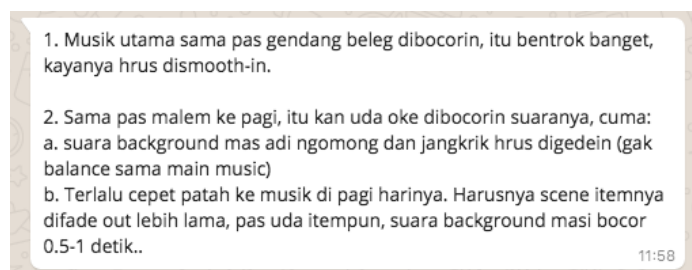 1. Musik utama sama pas gendang beleg dibocorin, itu bentrok banget,
kayanya hrus dismooth-in.
2. Sama pas malem ke pagi, itu kan uda oke dibocorin suaranya, cuma:
a. suara background mas adi ngomong dan jangkrik hrus digedein (gak
balance sama main music)
b. Terlalu cepet patah ke musik di pagi harinya. Harusnya scene itemnya
difade out lebih lama, pas uda itempun, suara background masi bocor
0.5-1 detik..
11:58